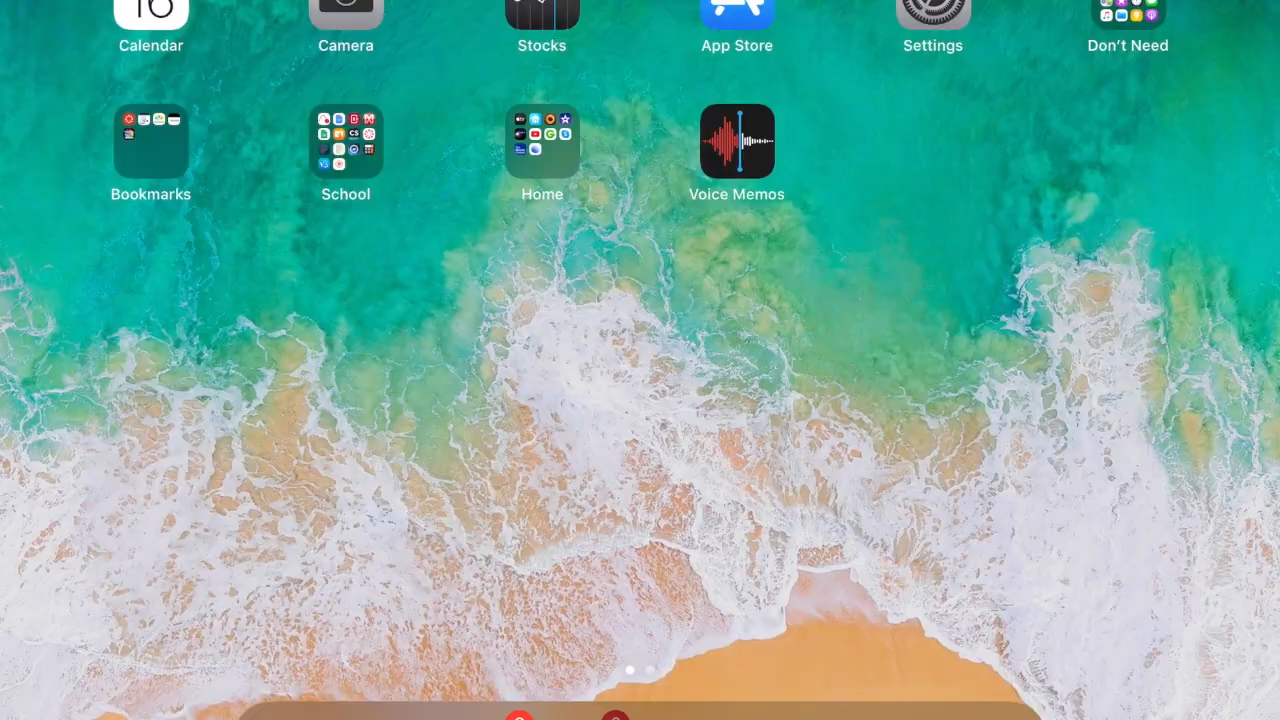 16
Calendar
Camera
Stocks
App Store
Settings
Don’t Need
Bookmarks
School
Home
Voice Memos